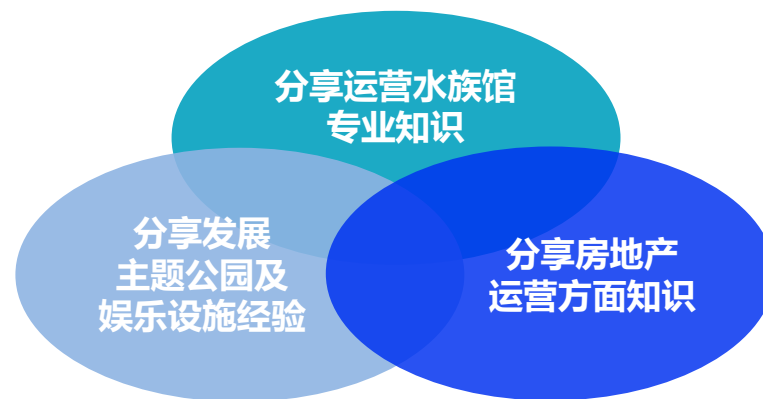 分享运营水族馆
专业知识
分享发展
主题公园及
娱乐设施经验
分享房地产
运营方面知识